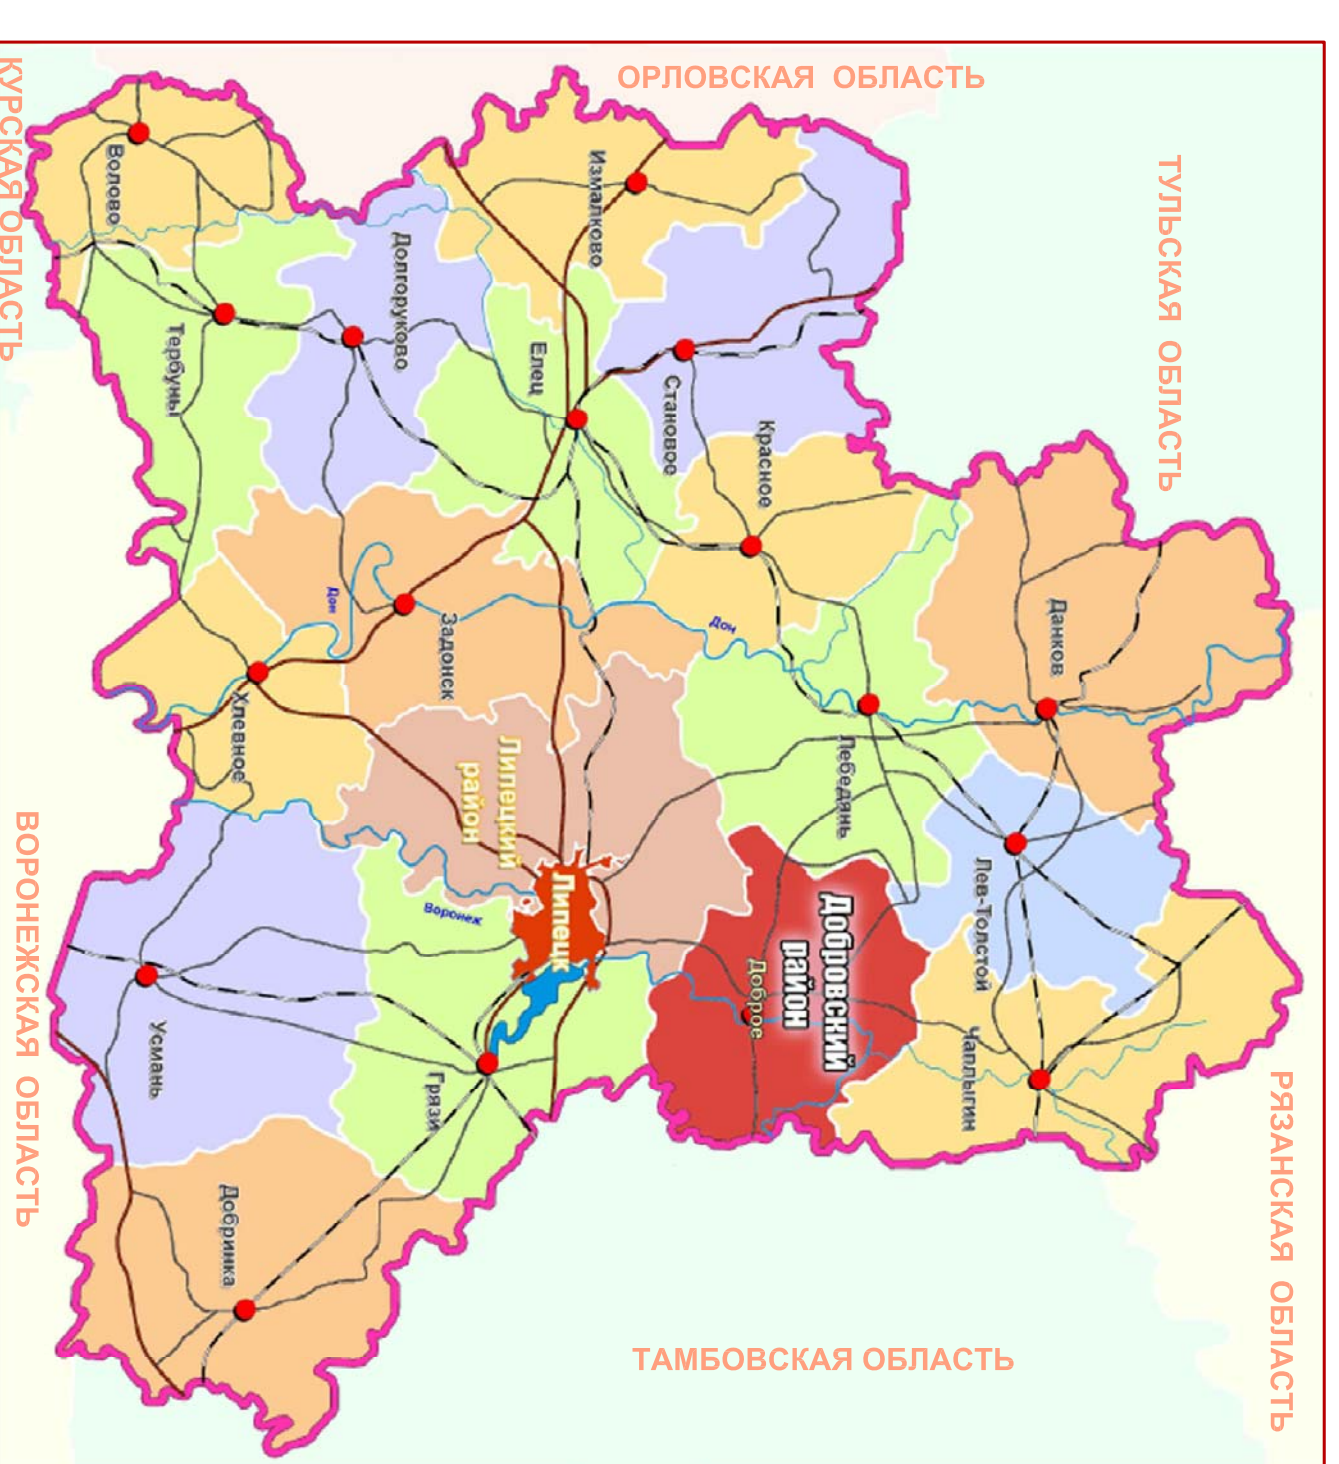 ОРЛОВСКАЯ ОБЛАСТЬ
КУРСКАЯ ОБЛАСТЬ
ТУЛЬСКАЯ ОБЛАСТЬ
Волово
Измалково
Долгоруково
Тербуны
Елец
Становое
Красное
Данков
Дон
Задонск
Дон
Хлевное
Лебедянь
Липецкий
район
Лев-Толстой
Липецк
Воронеж
Добровский
район
Доброе
Чаплыгин
Усмань
Грязи
Добринка
ВОРОНЕЖСКАЯ ОБЛАСТЬ
РЯЗАНСКАЯ ОБЛАСТЬ
ТАМБОВСКАЯ ОБЛАСТЬ